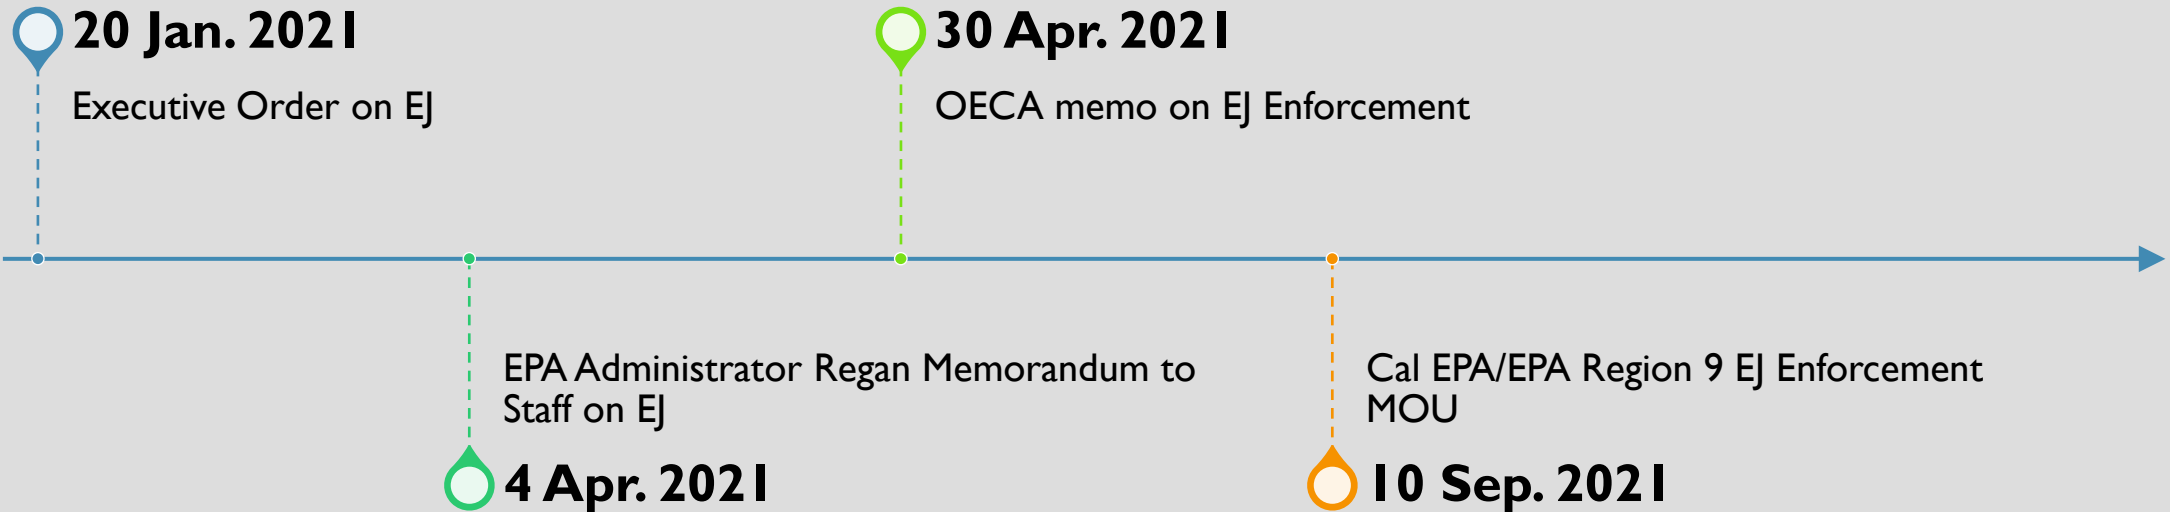 20 Jan. 2021
Executive Order on EJ
30 Apr. 2021
OECA memo on EJ Enforcement
EPA Administrator Regan Memorandum to
Staff on EJ
4 Apr. 2021
Cal EPA/EPA Region 9 EJ Enforcement
MOU
10 Sep. 2021